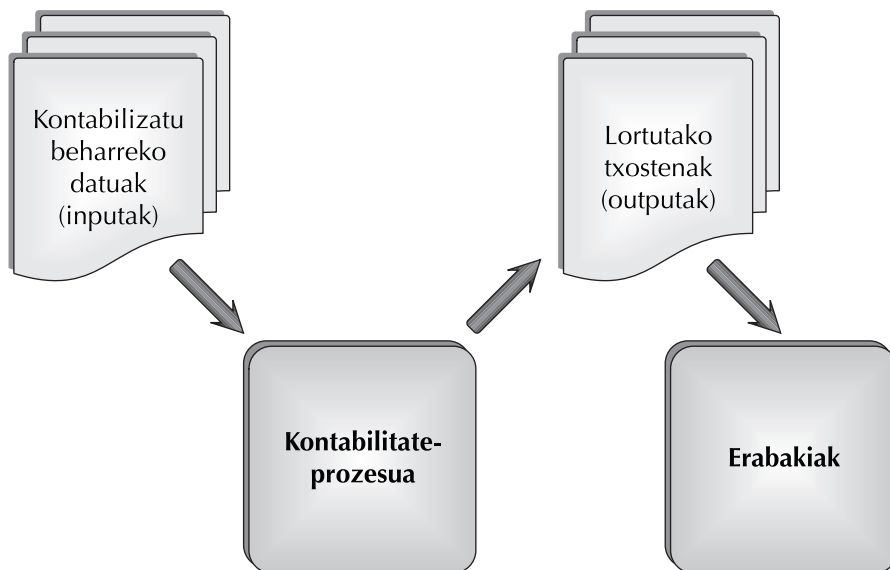 Kontabilizatu
beharreko
datuak
(inputak)
Lortutako
txostenak
(outputak)
Kontabilitate-
prozesua
Erabakiak